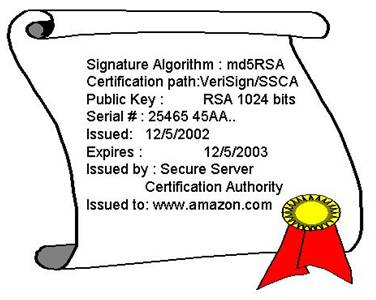 Signature Algorithm : md5RSA
Certification path:VeriSign/SSCA
Public Key : RSA 1024 bits
Serial # : 25465 45AA..
Issued: 12/5/2002
Expires : 12/5/2003
Issued by : Secure Server
Certification Authority
Issued to: www.amazon.com